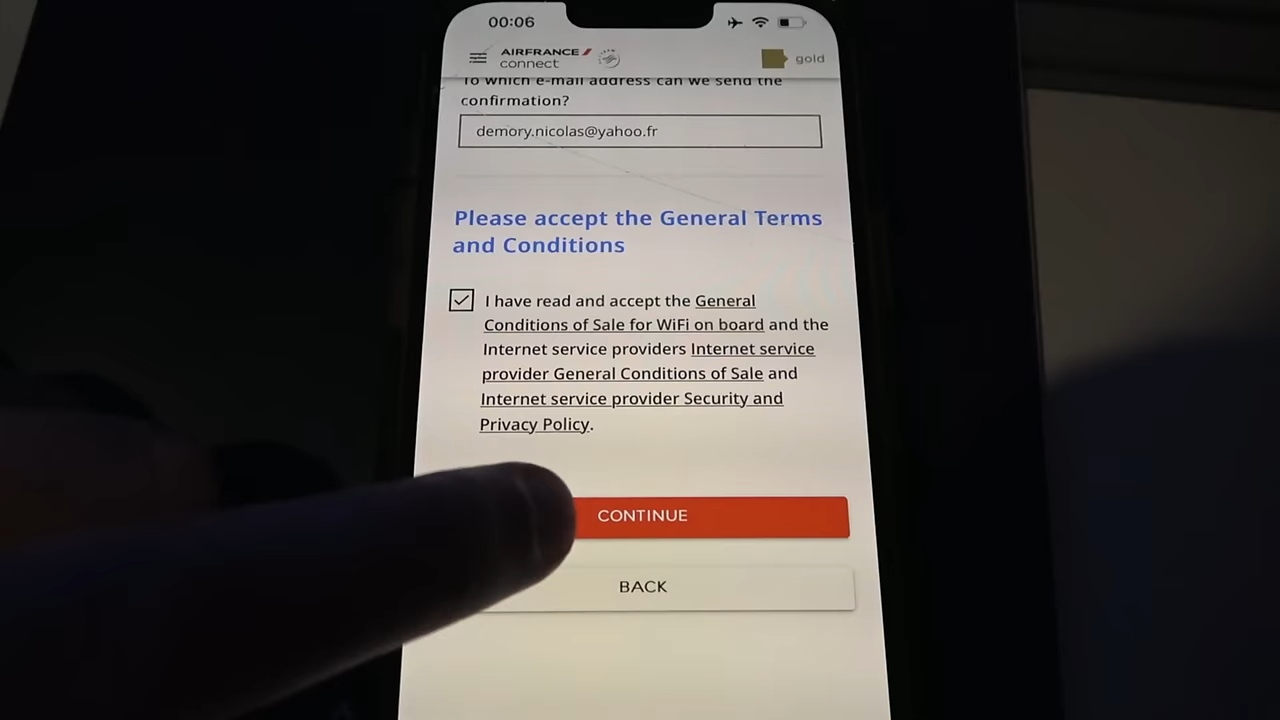 00:06
AIRFRANCE
connect
gold
To which e-mail address can we send the
confirmation?
demory.nicolas@yahoo.fr
Please accept the General Terms
and Conditions
I have read and accept the General
Conditions of Sale for WiFi on board and the
Internet service providers Internet service
provider General Conditions of Sale and
Internet service provider Security and
Privacy Policy.
CONTINUE
BACK